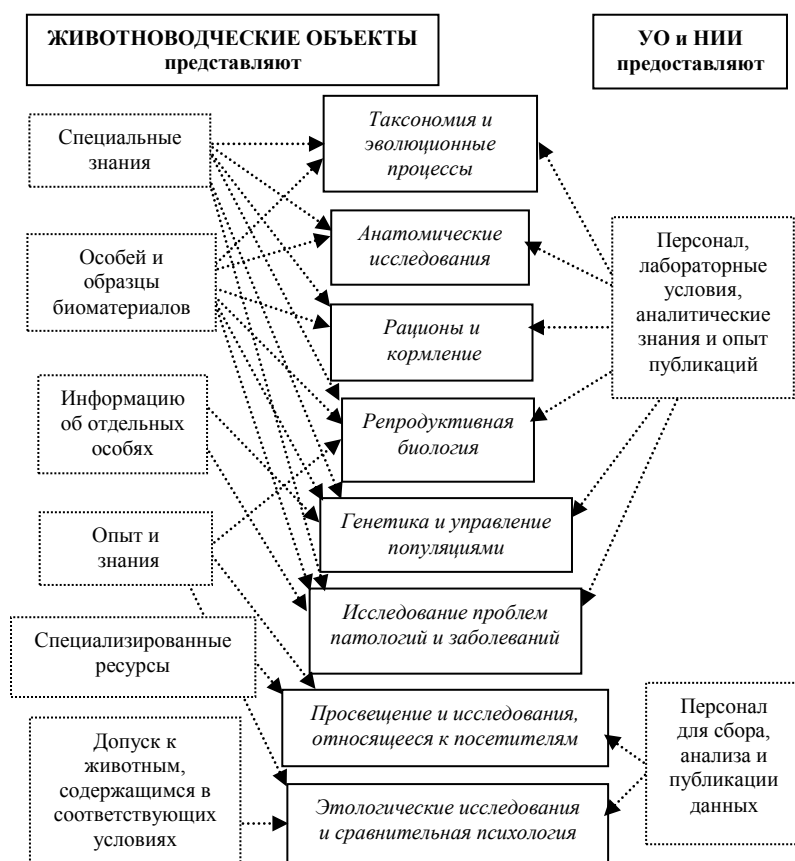 ЖИВОТНОВОДЧЕСКИЕ ОБЪЕКТЫ
представляют
УО и НИИ
предоставляют
Специальные
знания
Особей и
образцы
биоматериалов
Информацию
об отдельных
особях
Опыт и
знания
Специализированные
ресурсы
Допуск к
животным,
содержащимся в
соответствующих
условиях
Таксономия и
эволюционные
процессы
Анатомические
исследования
Рационы и
кормление
Репродуктивная
биология
Генетика и управление
популяциями
Исследование проблем
патологий и заболеваний
Просвещение и исследования,
относящееся к посетителям
Этологические исследования
и сравнительная психология
Персонал,
лабораторные
условия,
аналитические
знания и опыт
публикаций
Персонал
для сбора,
анализа и
публикации
данных